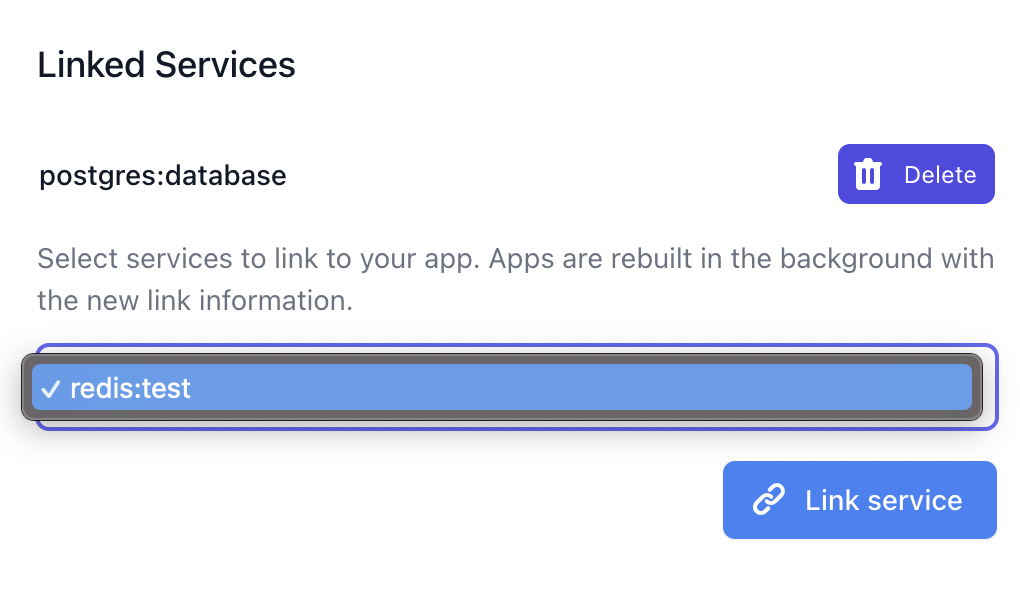 Linked Services
postgres:database
Delete
Select services to link to your app. Apps are rebuilt in the background with
the new link information.
redis:test
Link service